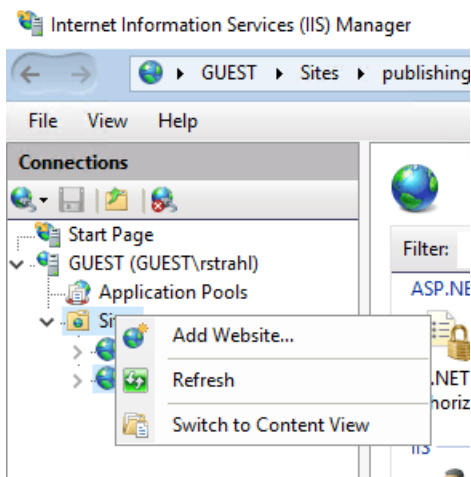 Internet Information Services (IIS) Manager
GUEST Sites publishing
File View Help
Connections
Start Page
Filter:
GUEST (GUEST\rstrahl)
ASP.NE
Application Pools
Add Website...
Refresh
.NET
horiz
Switch to Content View
IIS